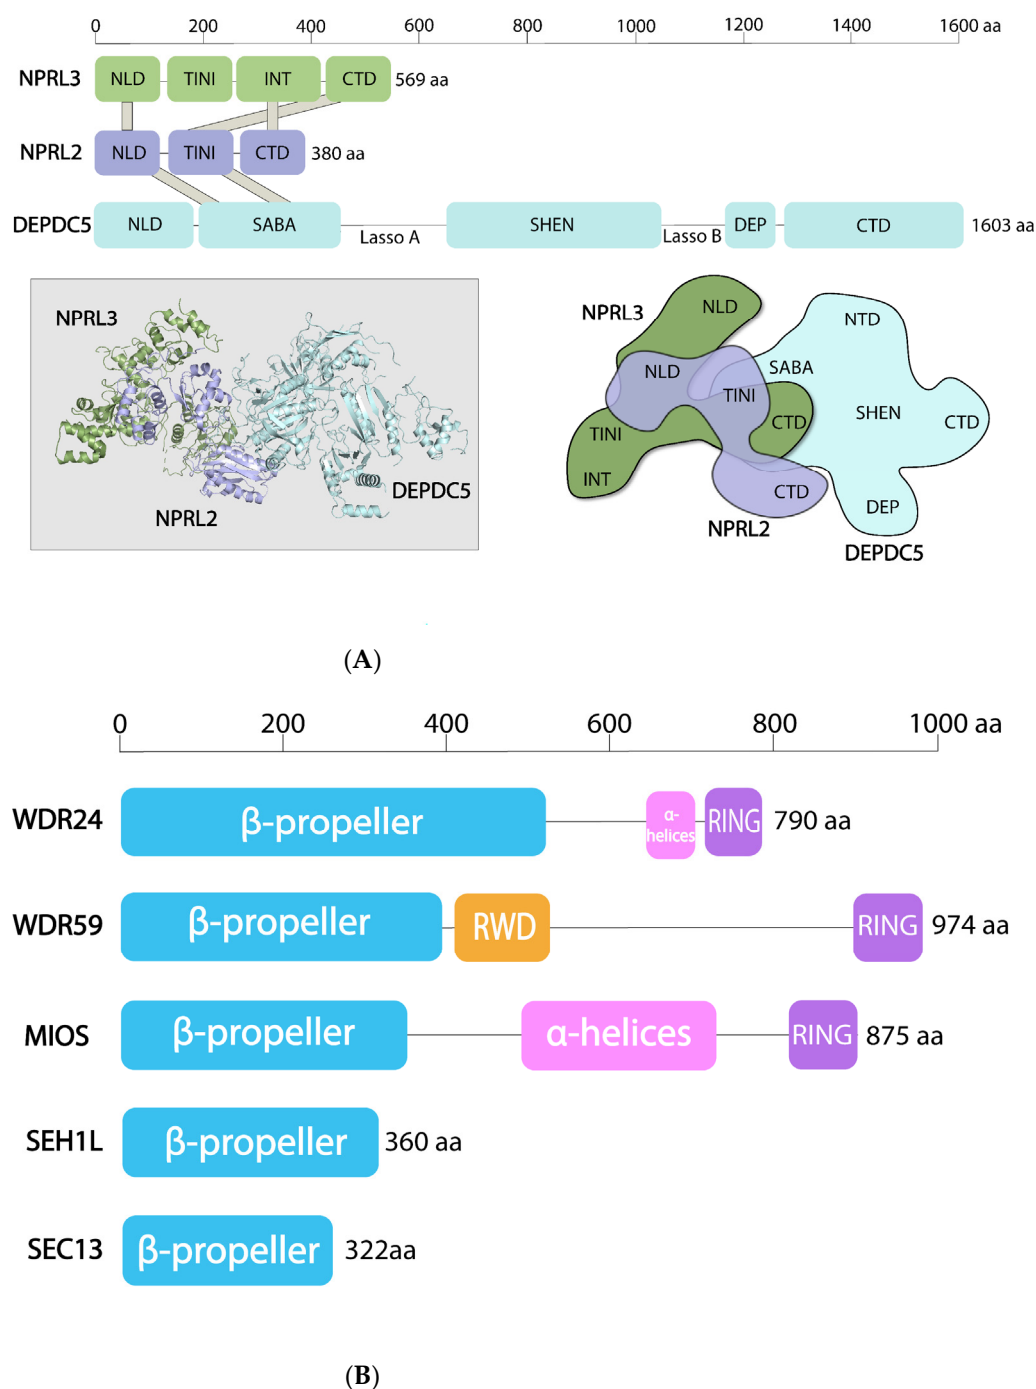 0 200 400 600 800 1000 1200 1400 1600 aa
NPRL3 NLD TINI INT CTD 569 aa
NPRL2 NLD TINI CTD 380 aa
DEPDC5 NLD SABA Lasso A SHEN Lasso B DEP CTD 1603 aa
NPRL3
NPRL2
DEPDC5
NPRL3 NLD
NTD
NLD SABA
TINI
SHEN
TINI CTD CTD
INT
CTD DEP
NPRL2
DEPDC5
(A)
0 200 400 600 800 1000 aa
WDR24 β-propeller α-helices RING 790 aa
WDR59 β-propeller RWD RING 974 aa
MIOS β-propeller α-helices RING 875 aa
SEH1L β-propeller 360 aa
SEC13 β-propeller 322aa
(B)